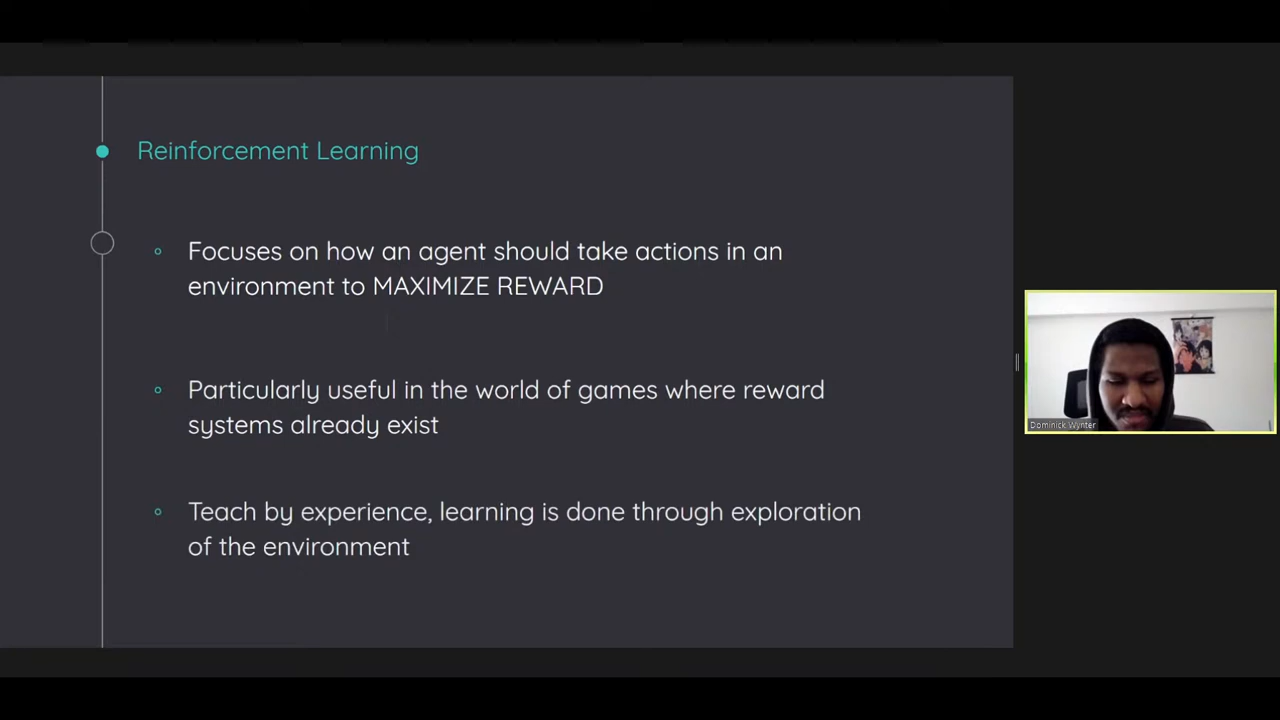 Reinforcement Learning
Focuses on how an agent should take actions in an
environment to MAXIMIZE REWARD
Particularly useful in the world of games where reward
systems already exist
Teach by experience, learning is done through exploration
of the environment
Dominick Wynter